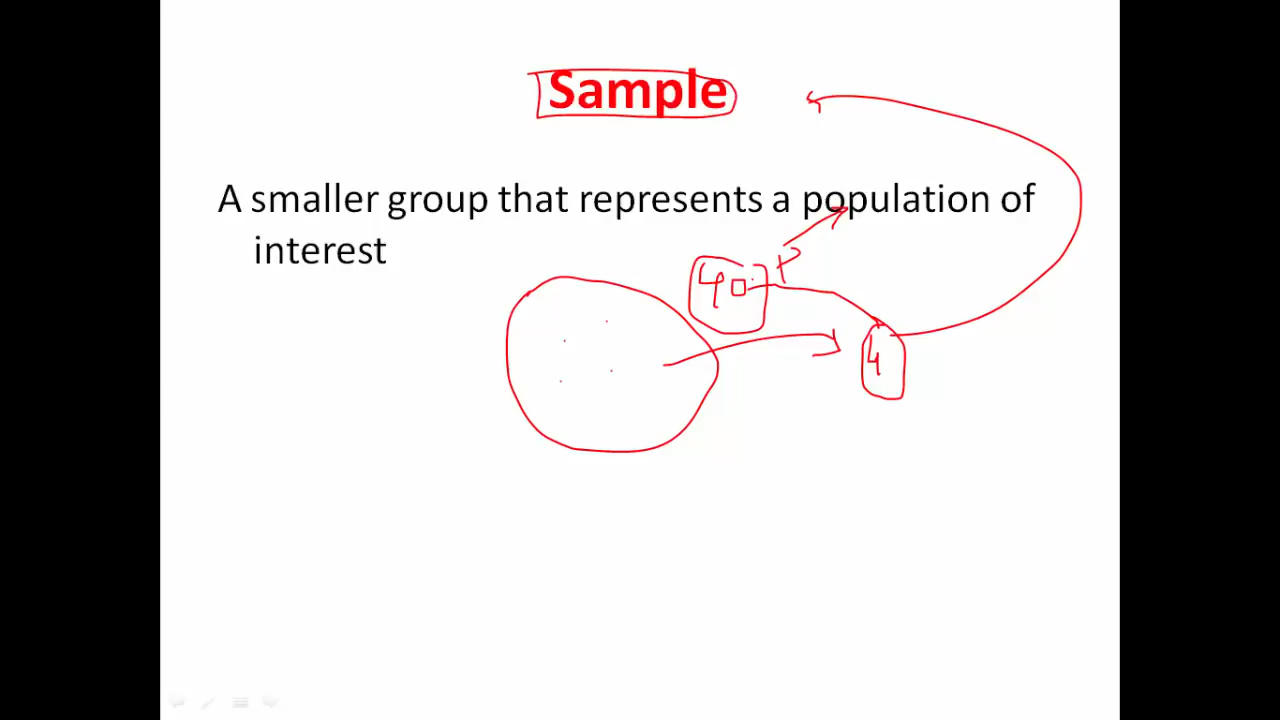 Sample
A smaller group that represents a population of
interest
40 P
4